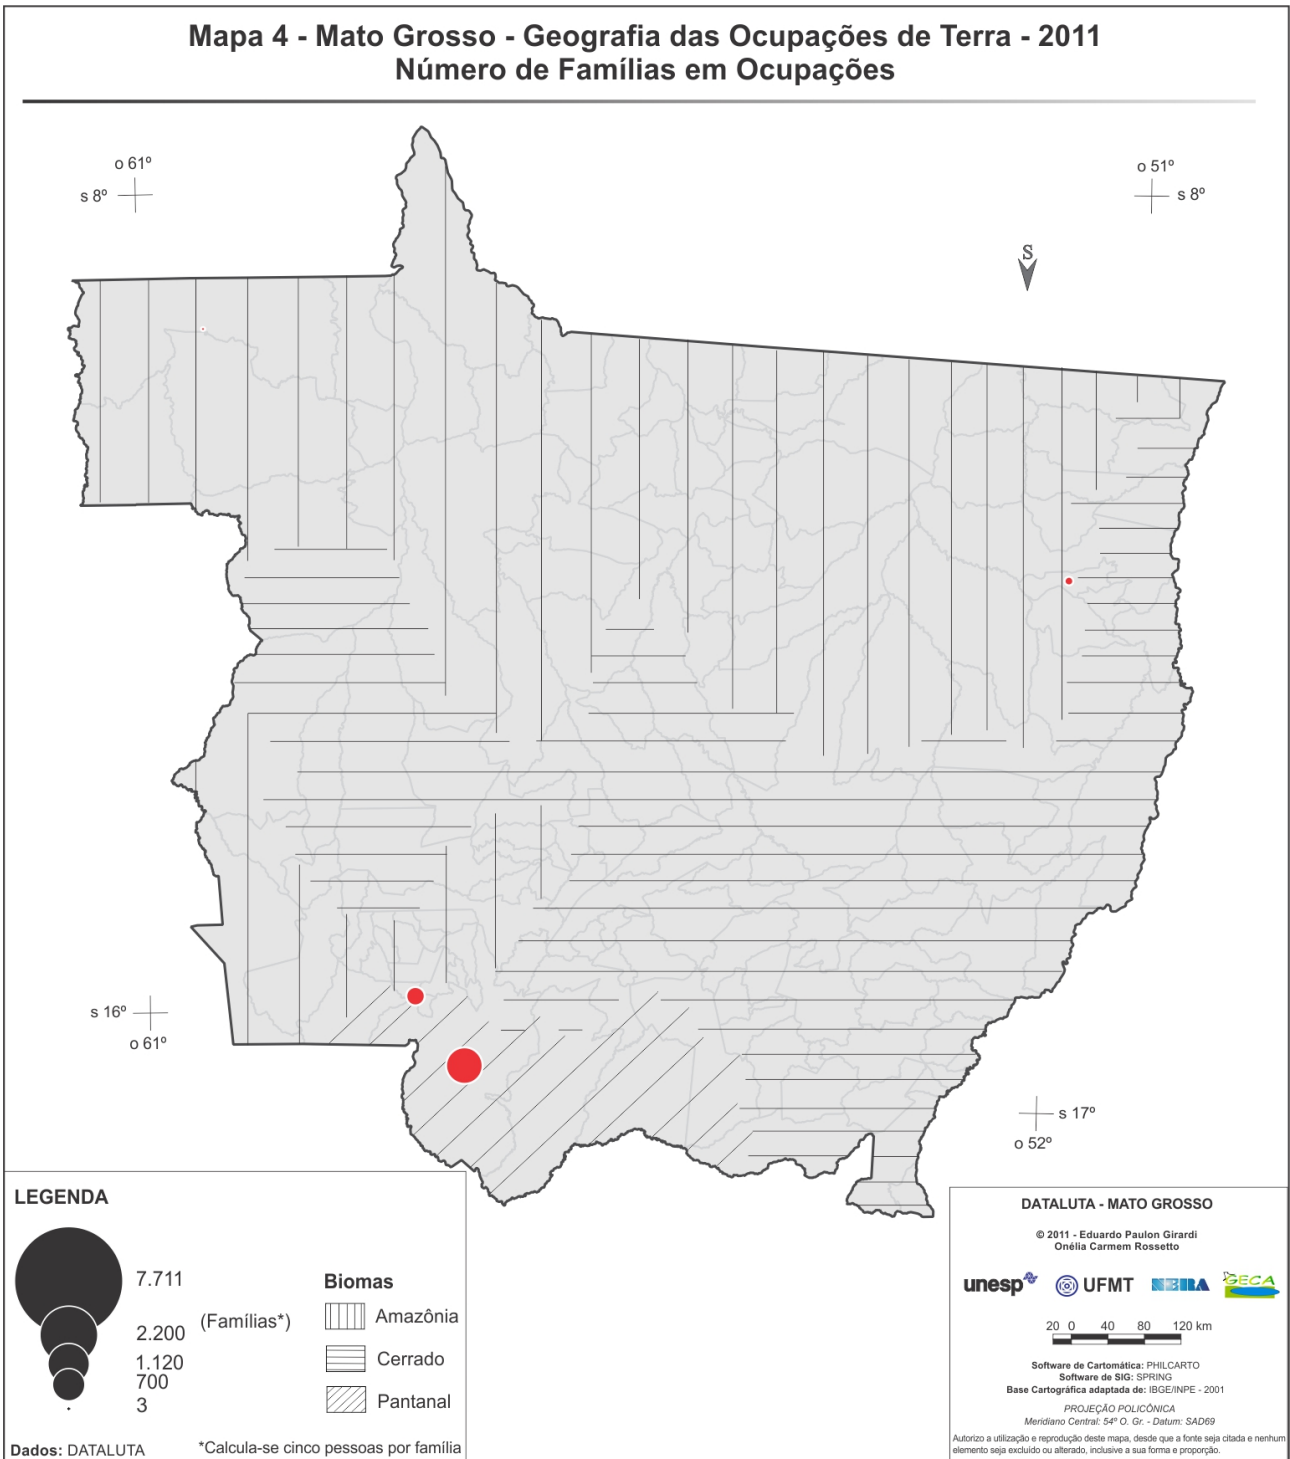 Mapa 4 - Mato Grosso - Geografia das Ocupações de Terra - 2011
Número de Famílias em Ocupações
o 61º
s 8º
o 51º
s 8º
S
s 16º
o 61º
s 17º
o 52º
LEGENDA
7.711
2.200
1.120
700
3
(Famílias*)
Biomas
Amazônia
Cerrado
Pantanal
Dados: DATALUTA
*Calcula-se cinco pessoas por família
DATALUTA - MATO GROSSO
© 2011 - Eduardo Paulon Girardi
Onélia Carmem Rossetto
unesp UFMT NERA GECA
20 0 40 80 120 km
Software de Cartomática: PHILCARTO
Software de SIG: SPRING
Base Cartográfica adaptada de: IBGE/INPE - 2001
PROJEÇÃO POLICÔNICA
Meridiano Central: 54º O. Gr. - Datum: SAD69
Autorizo a utilização e reprodução deste mapa, desde que a fonte seja citada e nenhum
elemento seja excluído ou alterado, inclusive a sua forma e proporção.